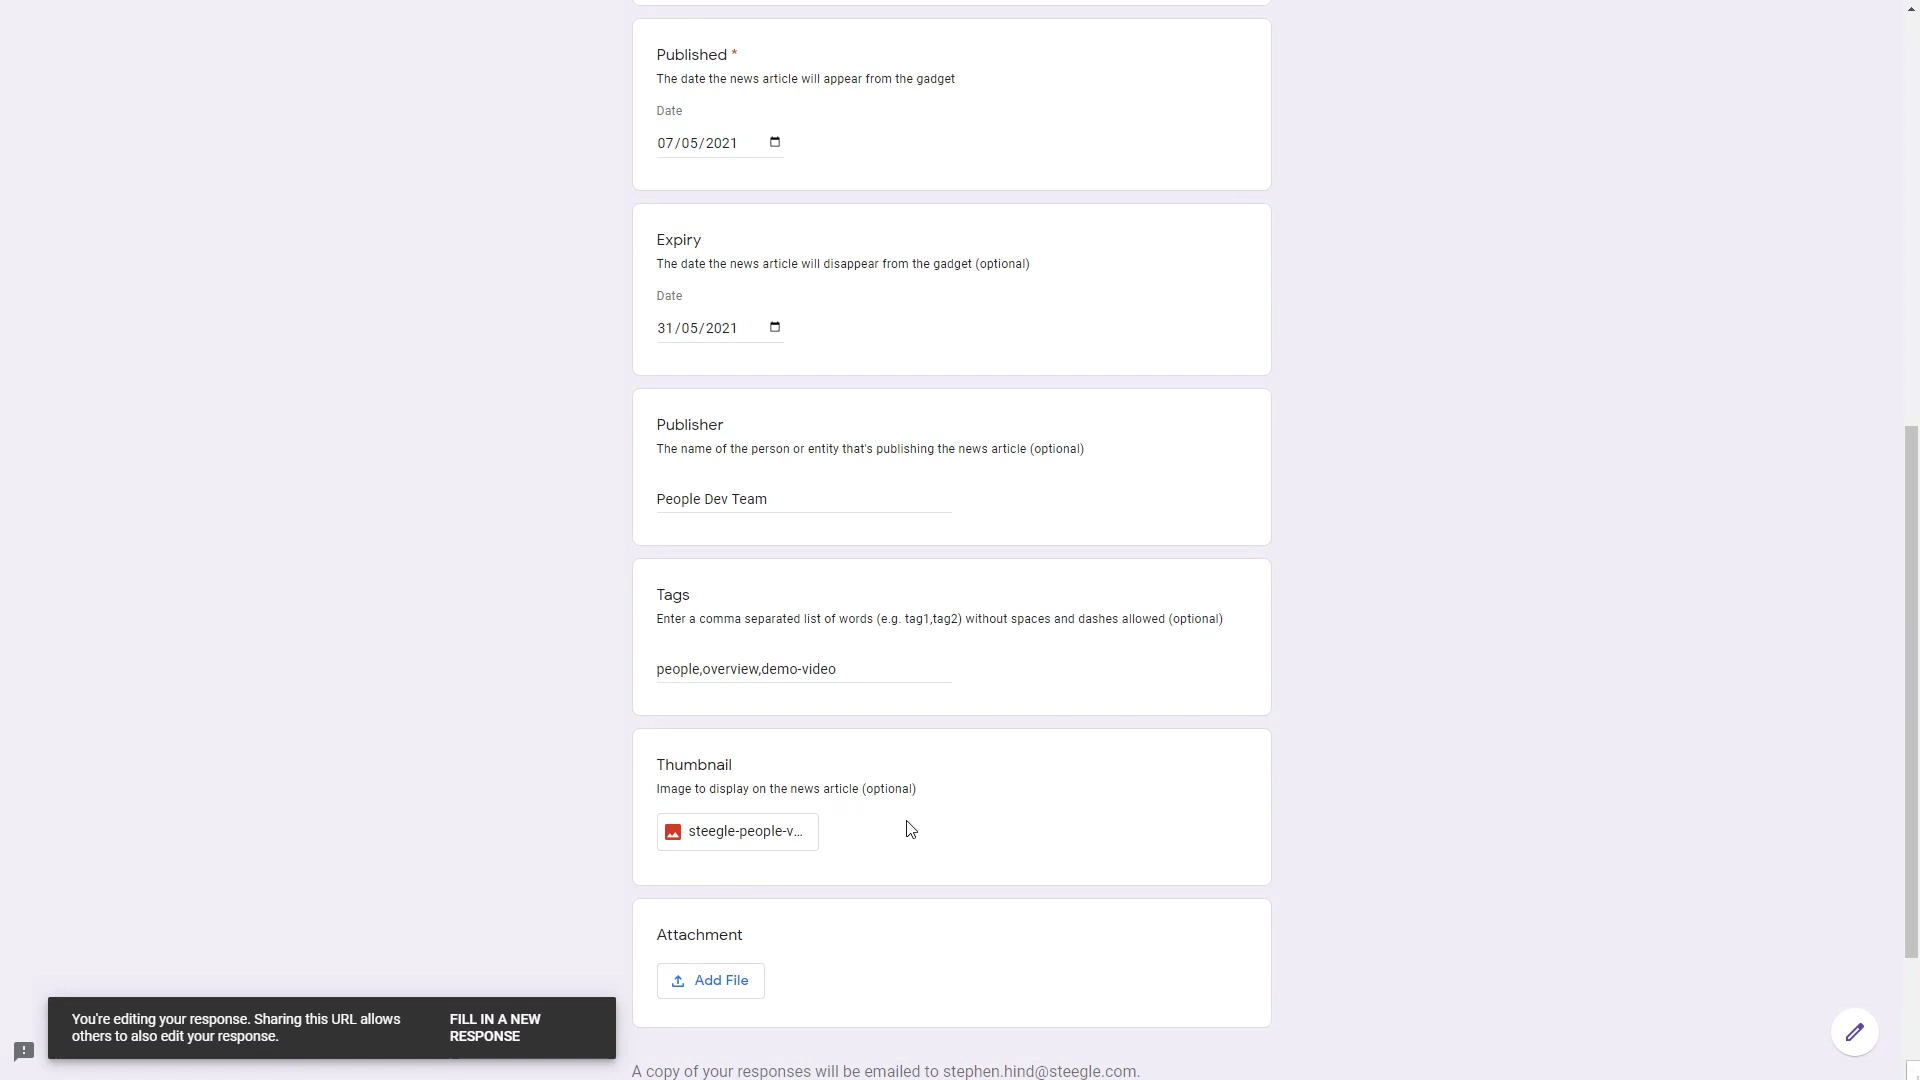 Published *
The date the news article will appear from the gadget
Date
07/05/2021
Expiry
The date the news article will disappear from the gadget (optional)
Date
31/05/2021
Publisher
The name of the person or entity that's publishing the news article (optional)
People Dev Team
Tags
Enter a comma separated list of words (e.g. tag1,tag2) without spaces and dashes allowed (optional)
people,overview,demo-video
Thumbnail
Image to display on the news article (optional)
steegle-people-v...
Attachment
Add File
You're editing your response. Sharing this URL allows
others to also edit your response.
FILL IN A NEW
RESPONSE
A copy of your responses will be emailed to stephen.hind@steegle.com.